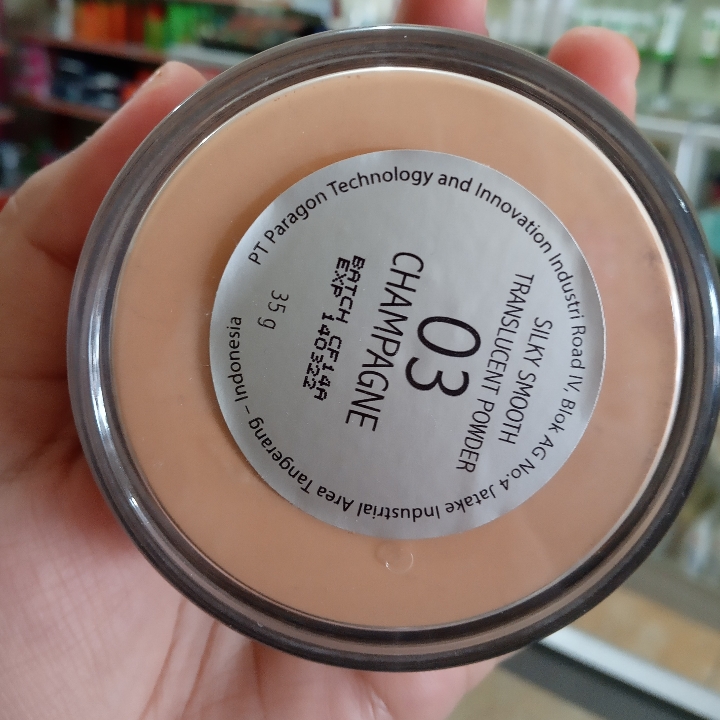 SILKY SMOOTH
TRANSLUCENT POWDER
03
CHAMPAGNE
BATCH CF14A
EXP 140322
35 g
PT Paragon Technology and Innovation Industri Road IV, Blok AG No.4 Jatake Industrial Area Tangerang – Indonesia